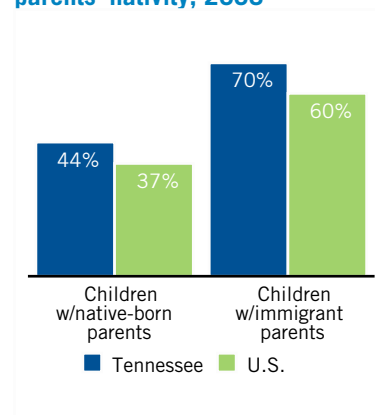 parents' nativity, 2008
70%
60%
44%
37%
Children
w/native-born
parents
Children
w/immigrant
parents
Tennessee
U.S.